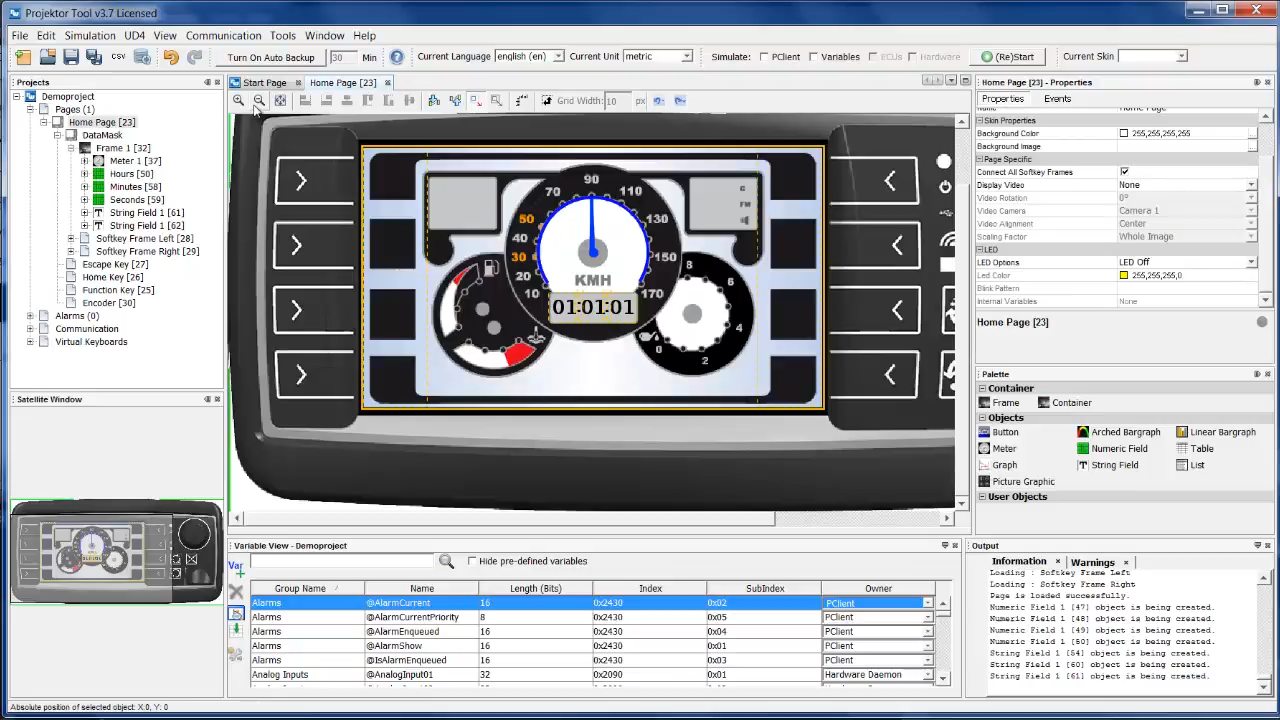 Projektor Tool v3.7 Licensed
File Edit Simulation UD4 View Communication Tools Window Help
Turn On Auto Backup 30 Min Current Language english (en) Current Unit metric Simulate: PClient Variables ECUs Hardware (Re)Start Current Skin
Projects
Demoproject
Pages (1)
Home Page [23]
DataMask
Frame 1 [32]
Meter 1 [37]
Hours [50]
Minutes [58]
Seconds [59]
String Field 1 [61]
String Field 1 [62]
Softkey Frame Left [28]
Softkey Frame Right [29]
Escape Key [27]
Home Key [26]
Function Key [25]
Encoder [30]
Alarms (0)
Communication
Virtual Keyboards
Satellite Window
Start Page Home Page [23]
Grid Width: 10 px
10 20 30 40 50 70 90 110 130 150 170
KMH
01:01:01
C
FM
0 2 4 6 8
Home Page [23] - Properties
Properties Events
Name Home Page
Skin Properties
Background Color 255,255,255,255
Background Image
Page Specific
Connect All Softkey Frames
Display Video None
Video Rotation 0°
Video Camera Camera 1
Video Alignment Center
Scaling Factor Whole Image
LED
LED Options LED Off
Led Color 255,255,255,0
Blink Pattern
Internal Variables None
Home Page [23]
Palette
Container
Frame Container
Objects
Button Arched Bargraph Linear Bargraph
Meter Numeric Field Table
Graph String Field List
Picture Graphic
User Objects
Variable View - Demoproject
Var
Hide pre-defined variables
Group Name Name Length (Bits) Index SubIndex Owner
Alarms @AlarmCurrent 16 0x2430 0x02 PClient
Alarms @AlarmCurrentPriority 8 0x2430 0x05 PClient
Alarms @AlarmEnqueued 16 0x2430 0x04 PClient
Alarms @AlarmShow 16 0x2430 0x01 PClient
Alarms @IsAlarmEnqueued 16 0x2430 0x03 PClient
Analog Inputs @AnalogInput01 32 0x2090 0x01 Hardware Daemon
Output
Information Warnings
Loading : Softkey Frame Left
Loading : Softkey Frame Right
Page is loaded successfully.
Numeric Field 1 [47] object is being created.
Numeric Field 1 [48] object is being created.
Numeric Field 1 [49] object is being created.
Numeric Field 1 [50] object is being created.
String Field 1 [54] object is being created.
String Field 1 [60] object is being created.
String Field 1 [61] object is being created.
Absolute position of selected object: X:0, Y: 0